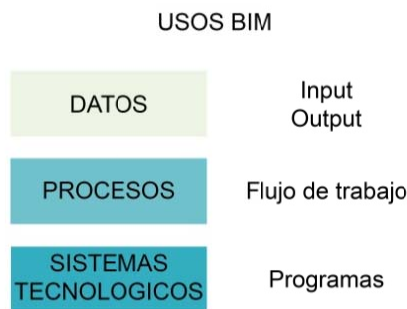 USOS BIM
DATOS
Input
Output
PROCESOS
Flujo de trabajo
SISTEMAS
TECNOLOGICOS
Programas